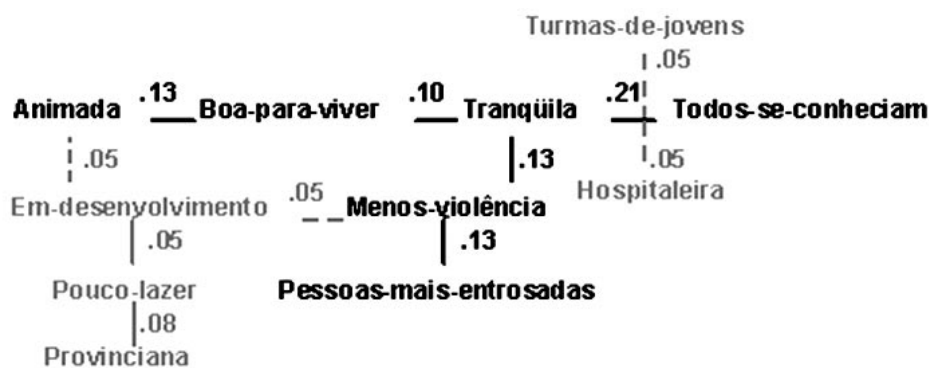 Turmas-de-jovens
.05
.13 .10 .21
Animada Boa-para-viver Tranqüila Todos-se-conheciam
.05 .13 .05
Em-desenvolvimento .05 Menos-violência Hospitaleira
.05 .13
Pouco-lazer Pessoas-mais-entrosadas
.08
Provinciana